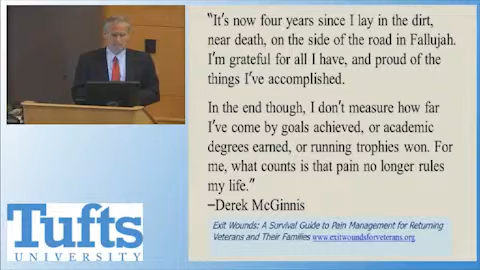 "It's now four years since I lay in the dirt,
near death, on the side of the road in Fallujah.
I'm grateful for all I have, and proud of the
things I've accomplished.
In the end though, I don't measure how far
I've come by goals achieved, or academic
degrees earned, or running trophies won. For
me, what counts is that pain no longer rules
my life."
–Derek McGinnis
Exit Wounds: A Survival Guide to Pain Management for Returning
Veterans and Their Families www.exitwoundsforveterans.org
Tufts
UNIVERSITY